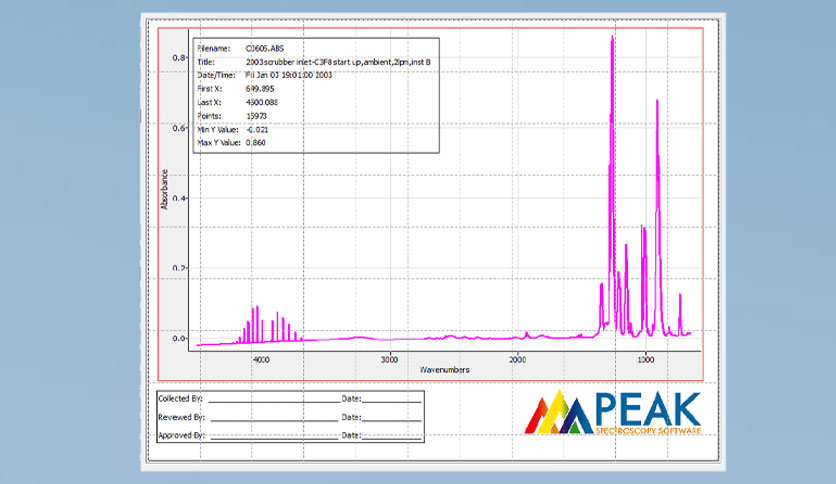 Filename: C0605.ABS
Title: 2003scrubber inlet-C3F8 start up,ambient,2lpm,inst B
Date/Time: Fri Jan 03 19:01:00 2003
First X: 649.895
Last X: 4500.088
Points: 15973
Min Y Value: -0.021
Max Y Value: 0.860
0.8
0.6
0.4
0.2
0.0
Absorbance
4000 3000 2000 1000
Wavenumbers
Collected By: Date:
Reviewed By: Date:
Approved By: Date:
PEAK
SPECTROSCOPY SOFTWARE